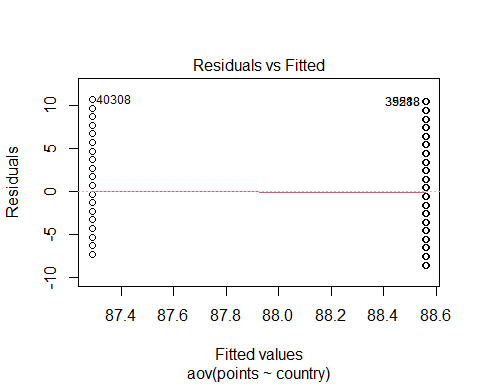 Residuals vs Fitted
40308
10
5
0
-5
-10
Residuals
87.4 87.6 87.8 88.0 88.2 88.4 88.6
Fitted values
aov(points ~ country)